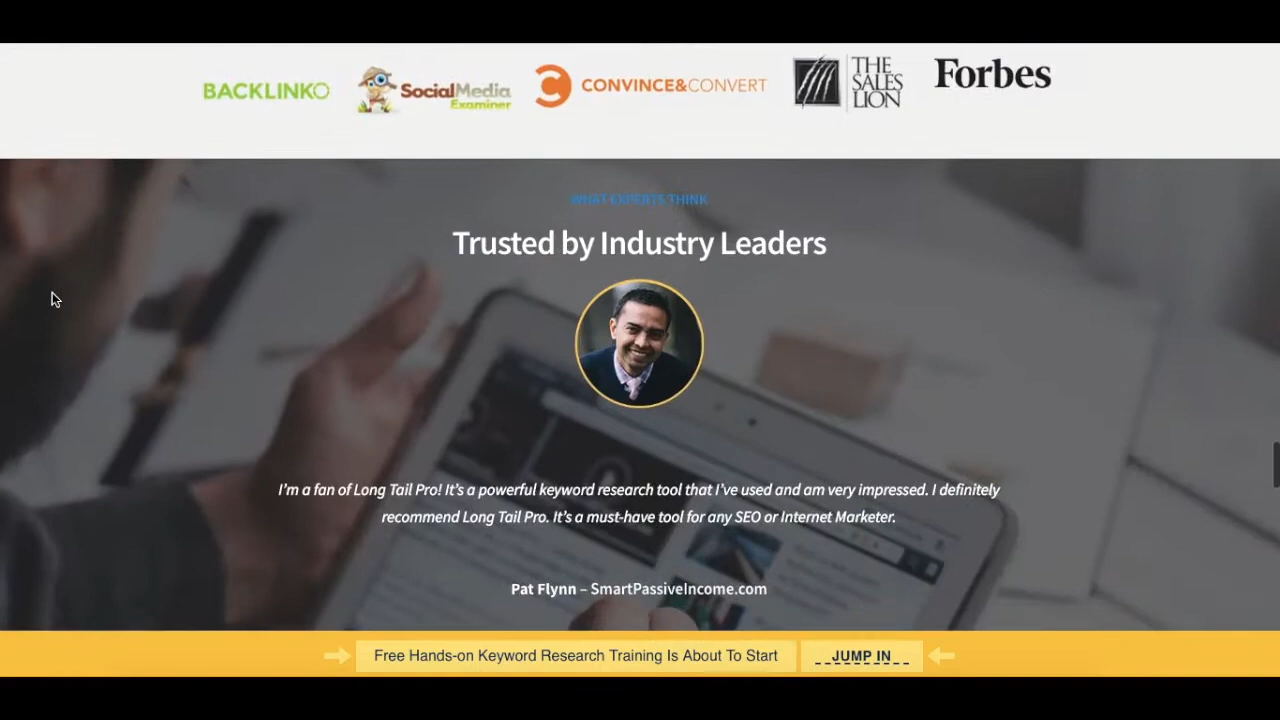 BACKLINKO
SocialMedia
Examiner
CONVINCE&CONVERT
THE
SALES
LION
Forbes
WHAT EXPERTS THINK
Trusted by Industry Leaders
I'm a fan of Long Tail Pro! It's a powerful keyword research tool that I've used and am very impressed. I definitely
recommend Long Tail Pro. It's a must-have tool for any SEO or Internet Marketer.
Pat Flynn – SmartPassiveIncome.com
Free Hands-on Keyword Research Training Is About To Start
JUMP IN